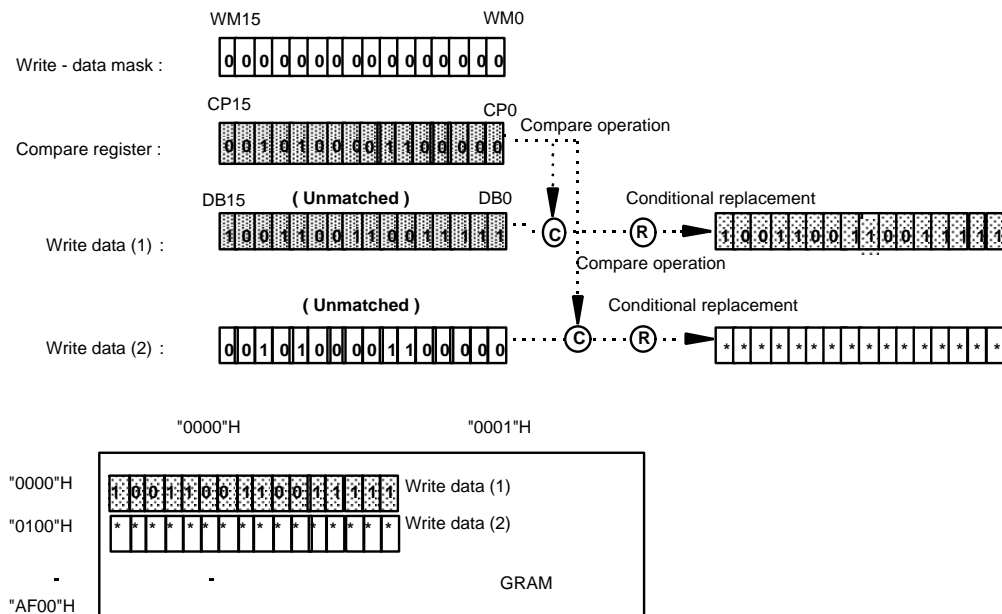 WM15 WM0
Write - data mask : 0 0 0 0 0 0 0 0 0 0 0 0 0 0 0 0
CP15 CP0
Compare operation
Compare register : 0 0 1 0 1 0 0 0 0 1 1 0 0 0 0 0
DB15 ( Unmatched ) DB0 Conditional replacement
Write data (1) : 1 0 0 1 1 0 0 1 1 0 0 1 1 1 1 1 C R 1 0 0 1 1 0 0 1 1 0 0 1 1 1 1 1
Compare operation
( Unmatched ) Conditional replacement
Write data (2) : 0 0 1 0 1 0 0 0 0 1 1 0 0 0 0 0 C R * * * * * * * * * * * * * * * *
"0000"H "0001"H
"0000"H 1 0 0 1 1 0 0 1 1 0 0 1 1 1 1 1 Write data (1)
"0100"H * * * * * * * * * * * * * * * * Write data (2)
- - GRAM
"AF00"H